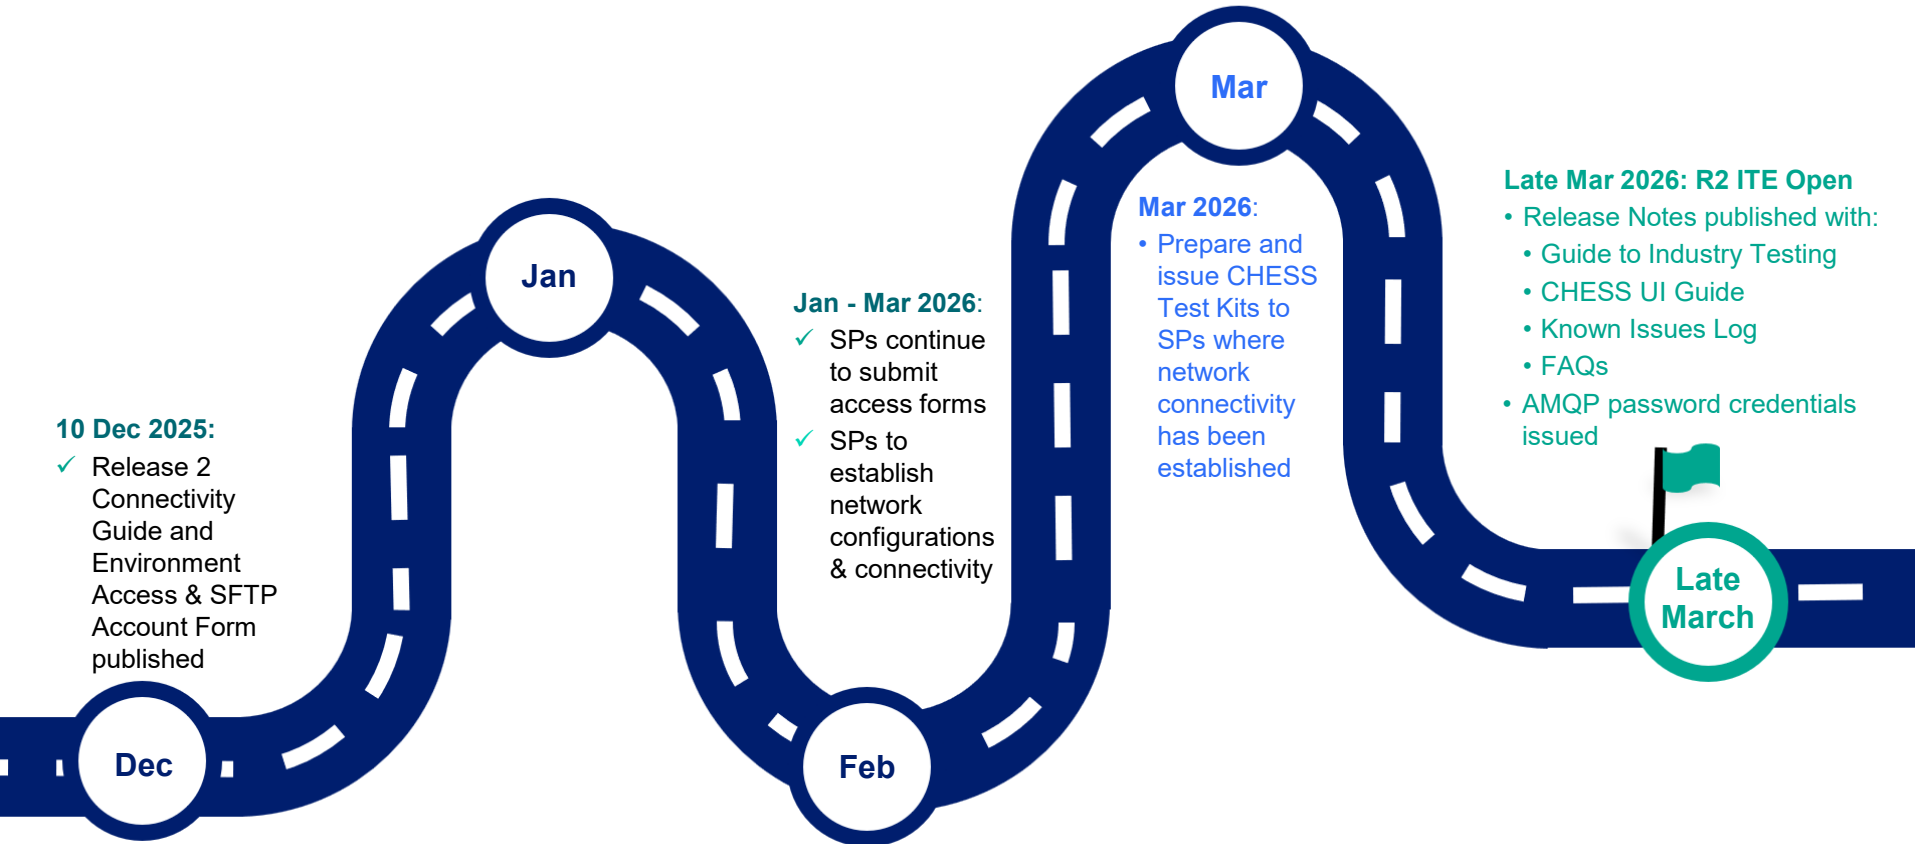 10 Dec 2025:
✓ Release 2
Connectivity
Guide and
Environment
Access & SFTP
Account Form
published
Dec
Jan
Jan - Mar 2026:
✓ SPs continue
to submit
access forms
✓ SPs to
establish
network
configurations
& connectivity
Feb
Mar
Mar 2026:
• Prepare and
issue CHESS
Test Kits to
SPs where
network
connectivity
has been
established
Late Mar 2026: R2 ITE Open
• Release Notes published with:
• Guide to Industry Testing
• CHESS UI Guide
• Known Issues Log
• FAQs
• AMQP password credentials
issued
Late
March